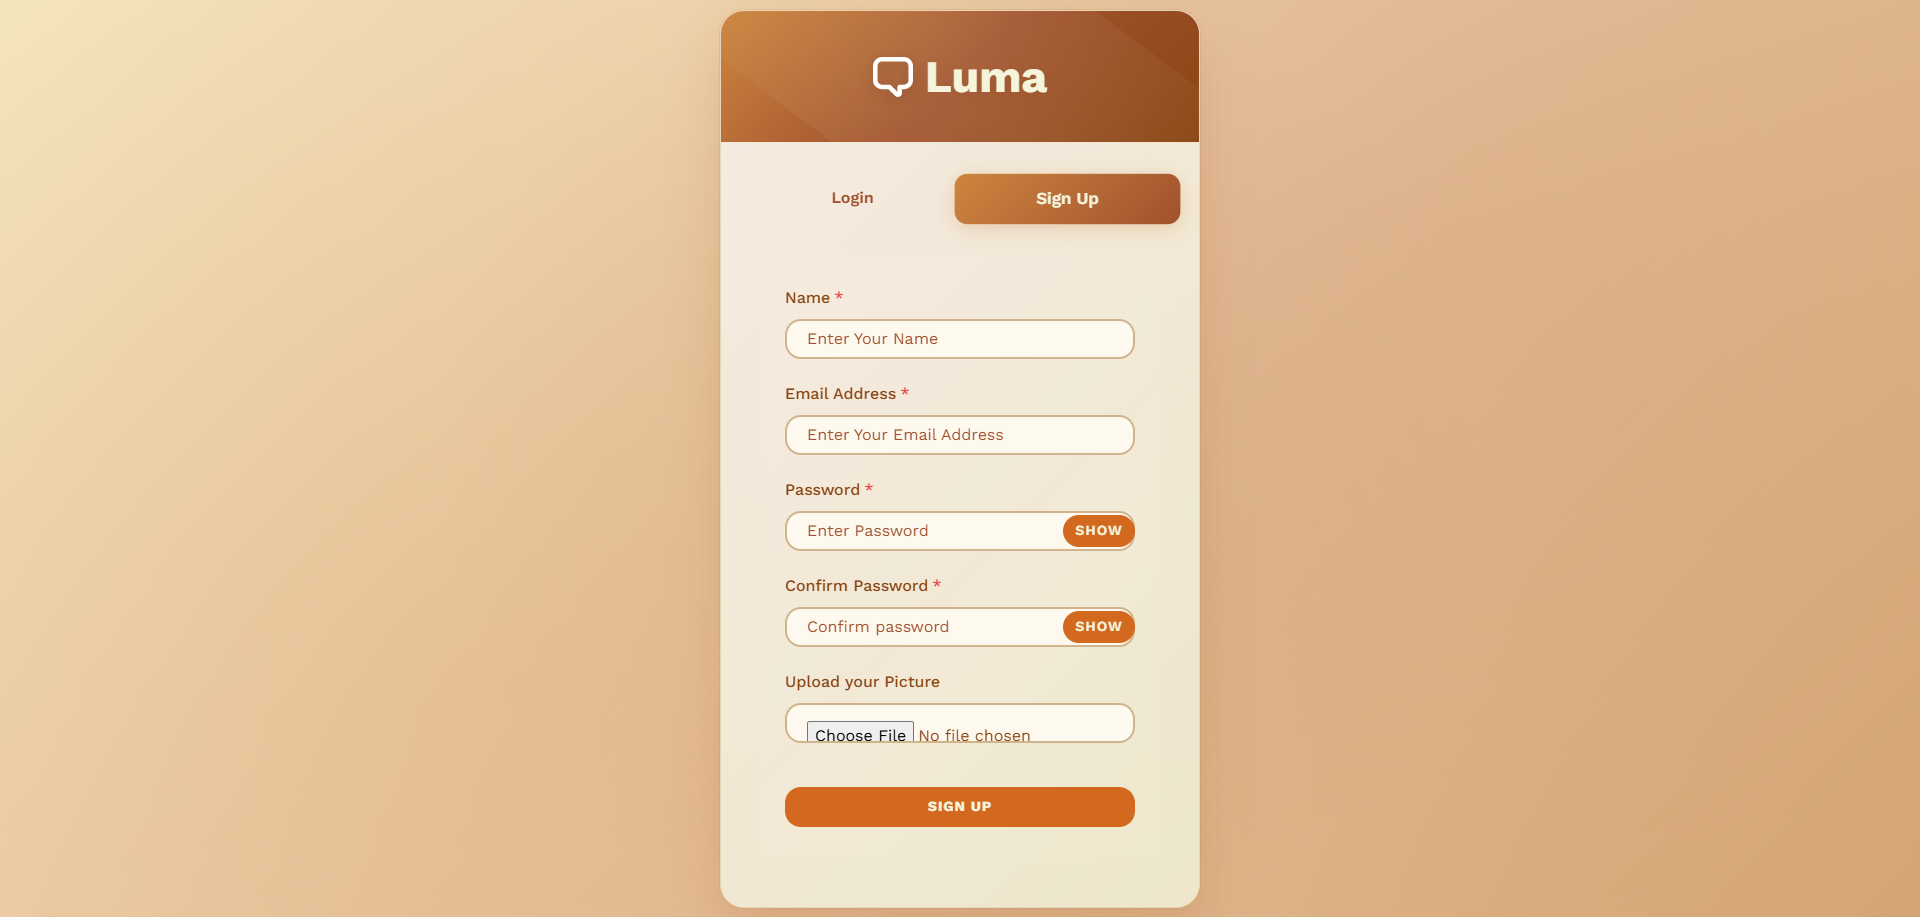 Luma
Login
Sign Up
Name *
Enter Your Name
Email Address *
Enter Your Email Address
Password *
Enter Password
SHOW
Confirm Password *
Confirm password
SHOW
Upload your Picture
Choose File No file chosen
SIGN UP